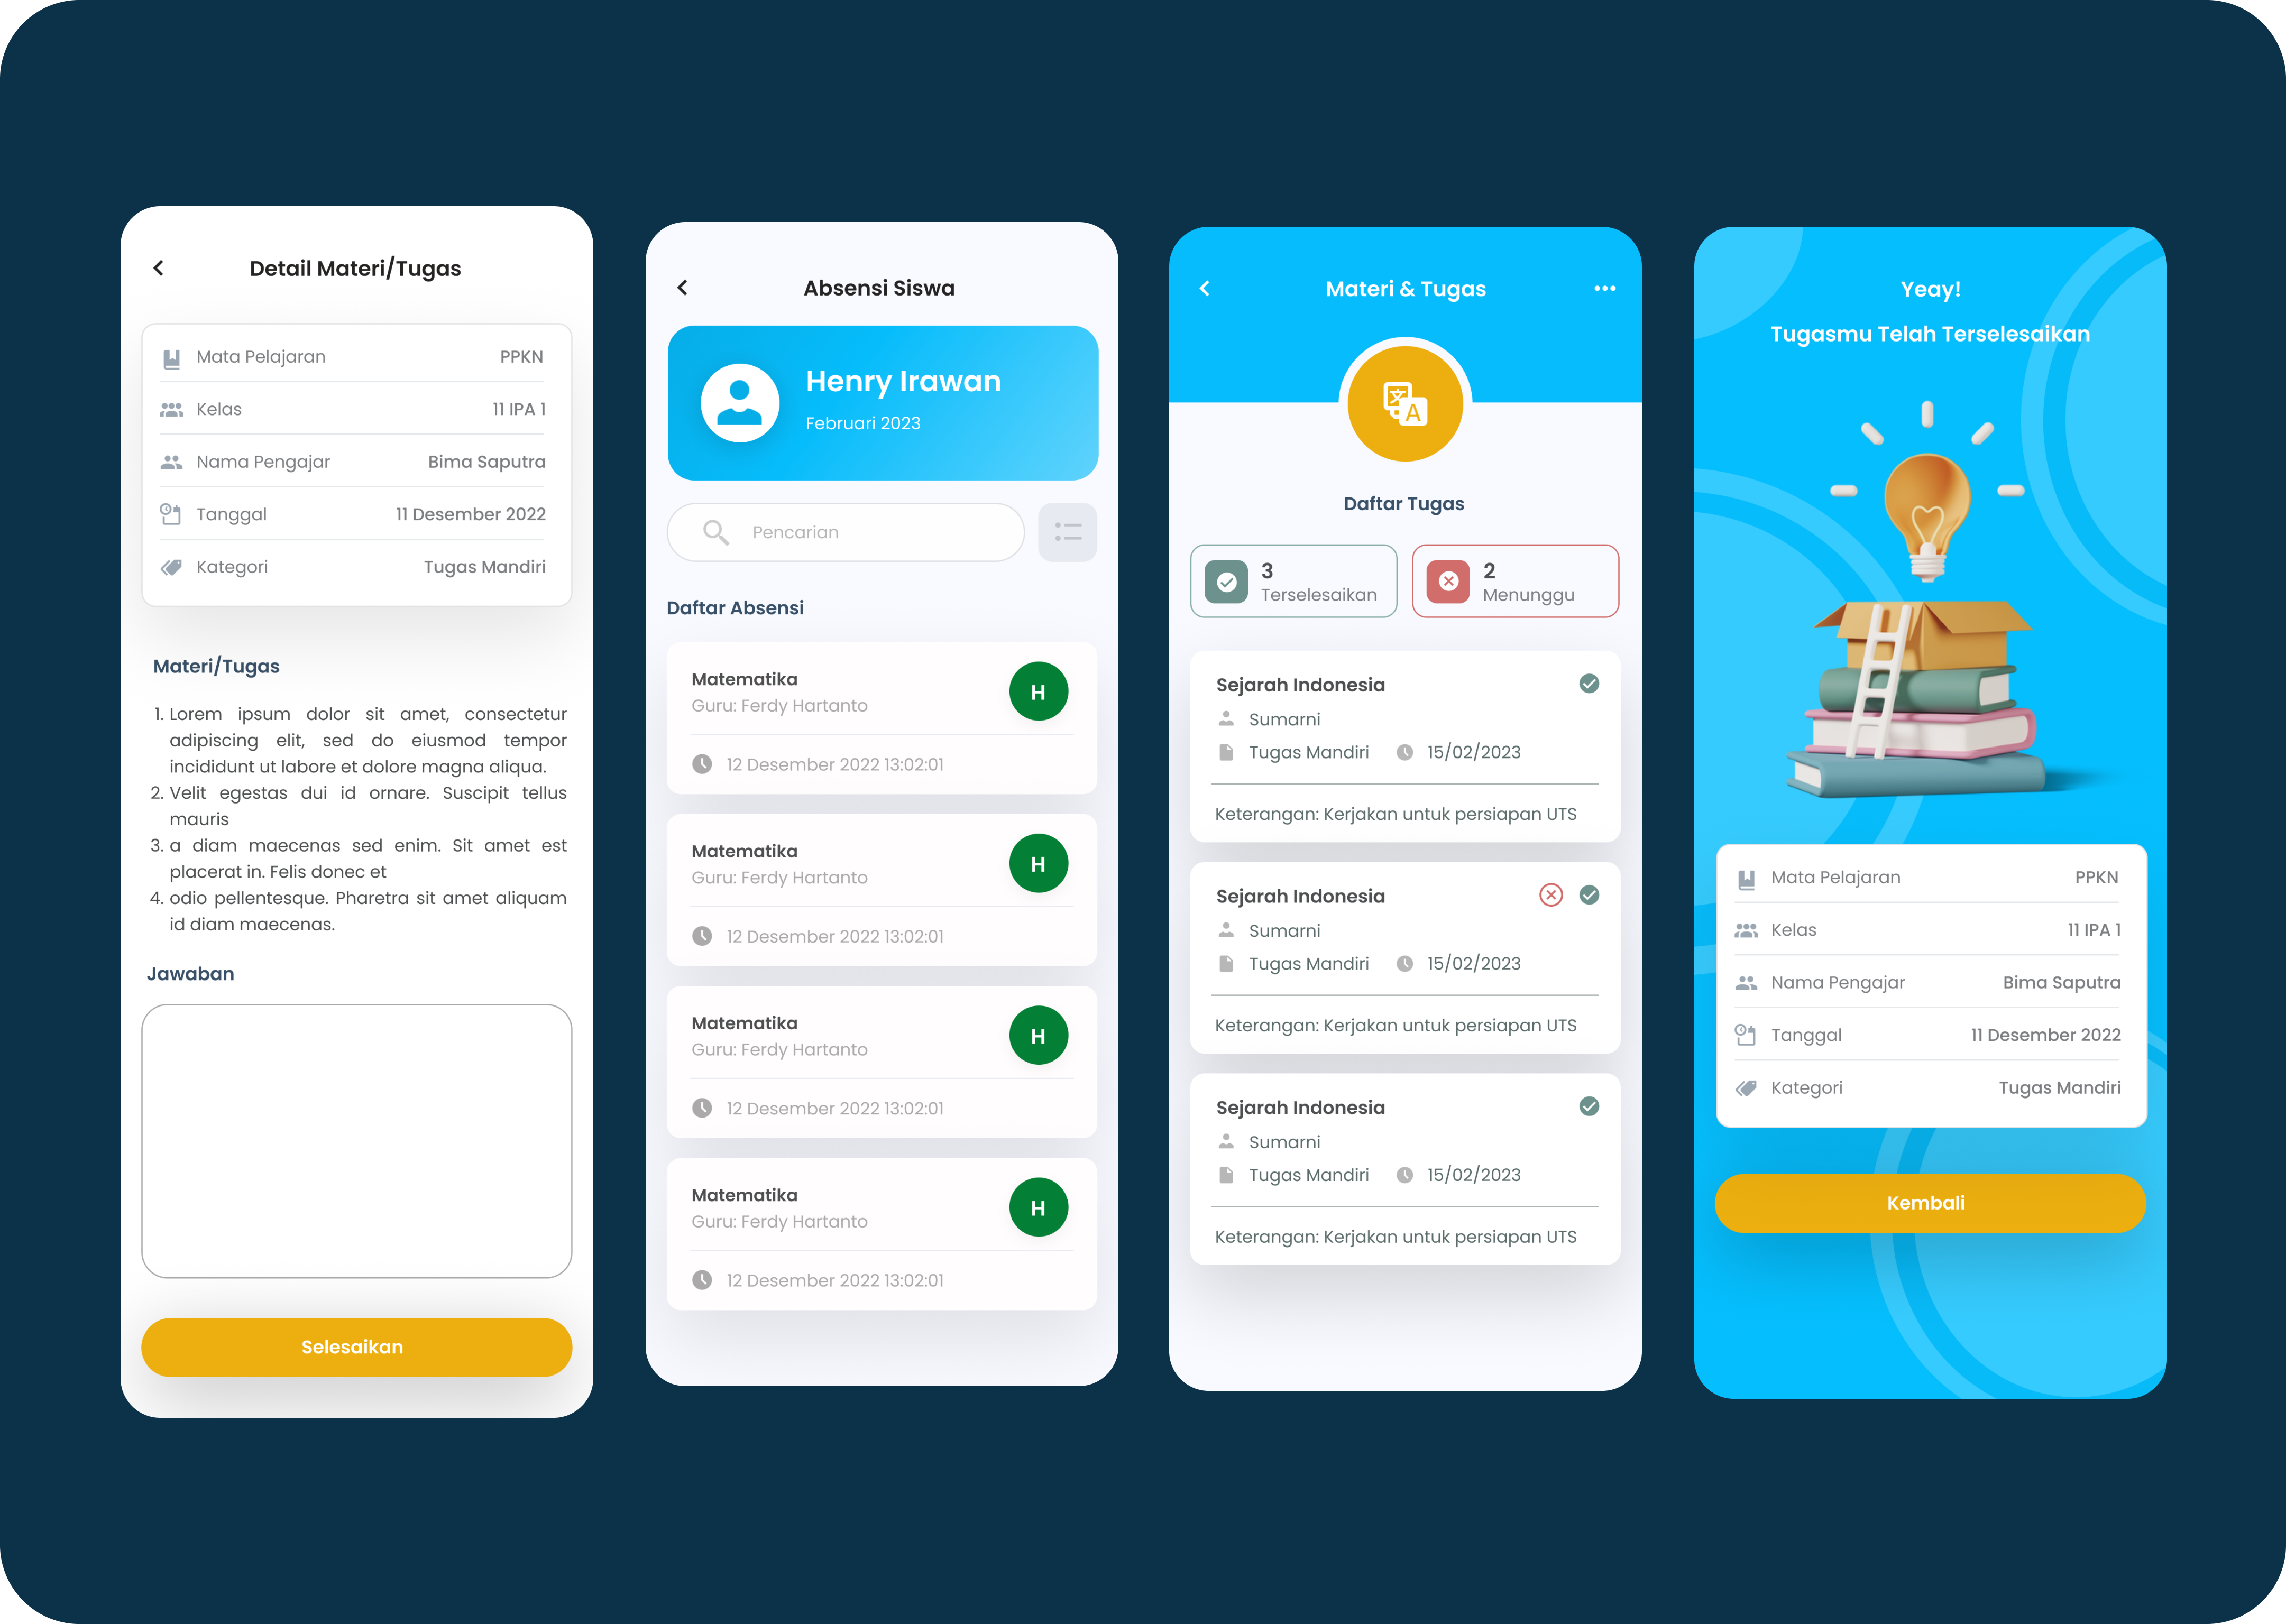 Detail Materi/Tugas
Mata Pelajaran PPKN
Kelas 11 IPA 1
Nama Pengajar Bima Saputra
Tanggal 11 Desember 2022
Kategori Tugas Mandiri
Materi/Tugas
1. Lorem ipsum dolor sit amet, consectetur
adipiscing elit, sed do eiusmod tempor
incididunt ut labore et dolore magna aliqua.
2. Velit egestas dui id ornare. Suscipit tellus
mauris
3. a diam maecenas sed enim. Sit amet est
placerat in. Felis donec et
4. odio pellentesque. Pharetra sit amet aliquam
id diam maecenas.
Jawaban
Selesaikan
Absensi Siswa
Henry Irawan
Februari 2023
Pencarian
Daftar Absensi
Matematika
Guru: Ferdy Hartanto
H
12 Desember 2022 13:02:01
Matematika
Guru: Ferdy Hartanto
H
12 Desember 2022 13:02:01
Matematika
Guru: Ferdy Hartanto
H
12 Desember 2022 13:02:01
Matematika
Guru: Ferdy Hartanto
H
12 Desember 2022 13:02:01
Materi & Tugas
文 A
Daftar Tugas
3
Terselesaikan
2
Menunggu
Sejarah Indonesia
Sumarni
Tugas Mandiri 15/02/2023
Keterangan: Kerjakan untuk persiapan UTS
Sejarah Indonesia
Sumarni
Tugas Mandiri 15/02/2023
Keterangan: Kerjakan untuk persiapan UTS
Sejarah Indonesia
Sumarni
Tugas Mandiri 15/02/2023
Keterangan: Kerjakan untuk persiapan UTS
Yeay!
Tugasmu Telah Terselesaikan
Mata Pelajaran PPKN
Kelas 11 IPA 1
Nama Pengajar Bima Saputra
Tanggal 11 Desember 2022
Kategori Tugas Mandiri
Kembali